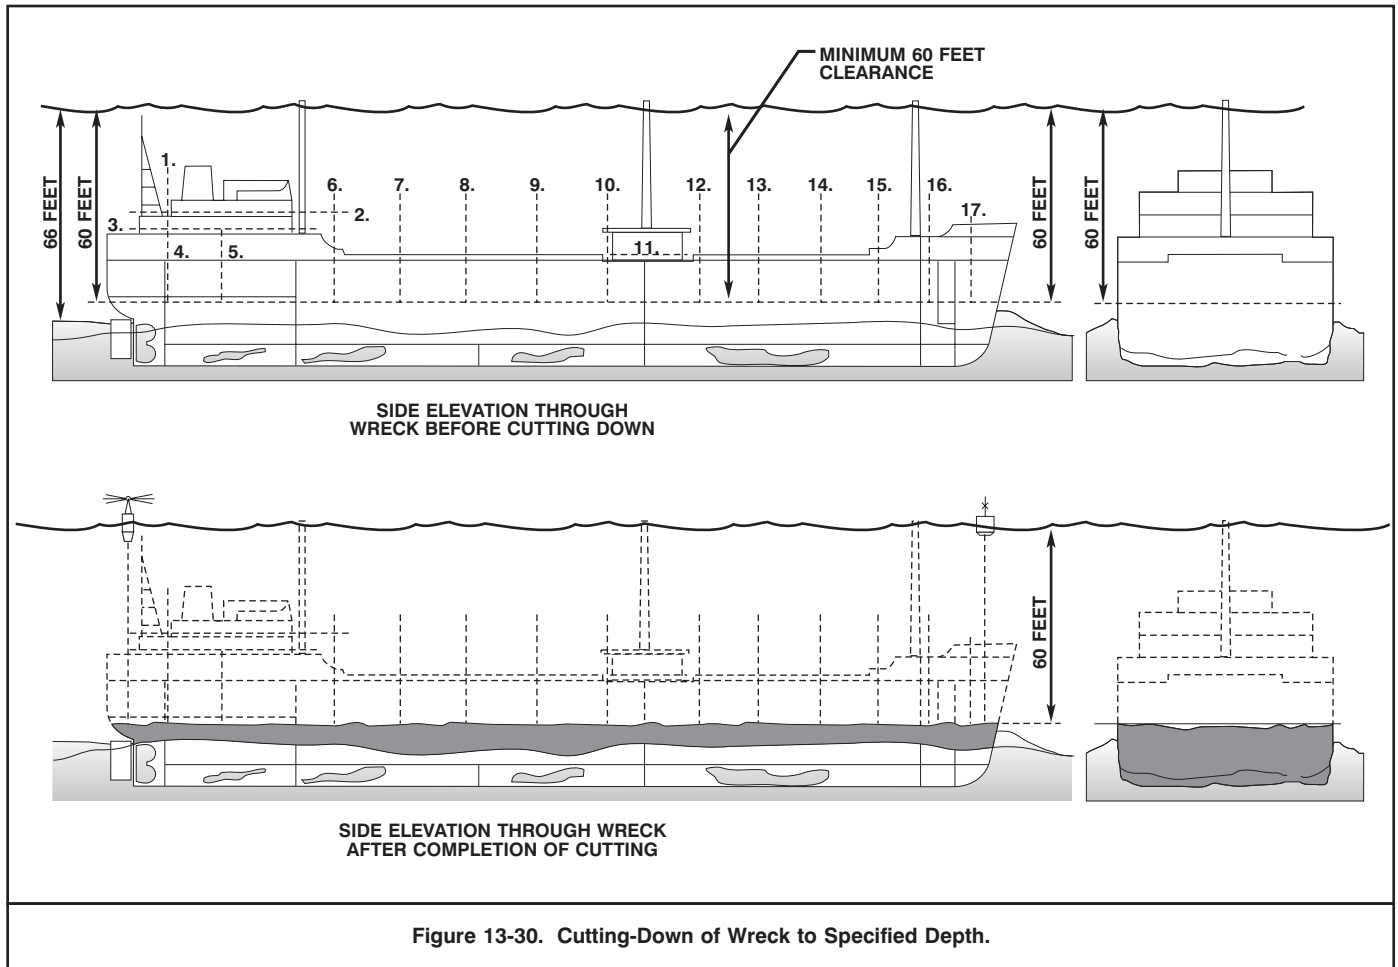 MINIMUM 60 FEET
CLEARANCE
66 FEET
60 FEET
1.
2.
3.
4.
5.
6.
7.
8.
9.
10.
11.
12.
13.
14.
15.
16.
17.
60 FEET
60 FEET
SIDE ELEVATION THROUGH
WRECK BEFORE CUTTING DOWN
60 FEET
SIDE ELEVATION THROUGH WRECK
AFTER COMPLETION OF CUTTING
Figure 13-30. Cutting-Down of Wreck to Specified Depth.